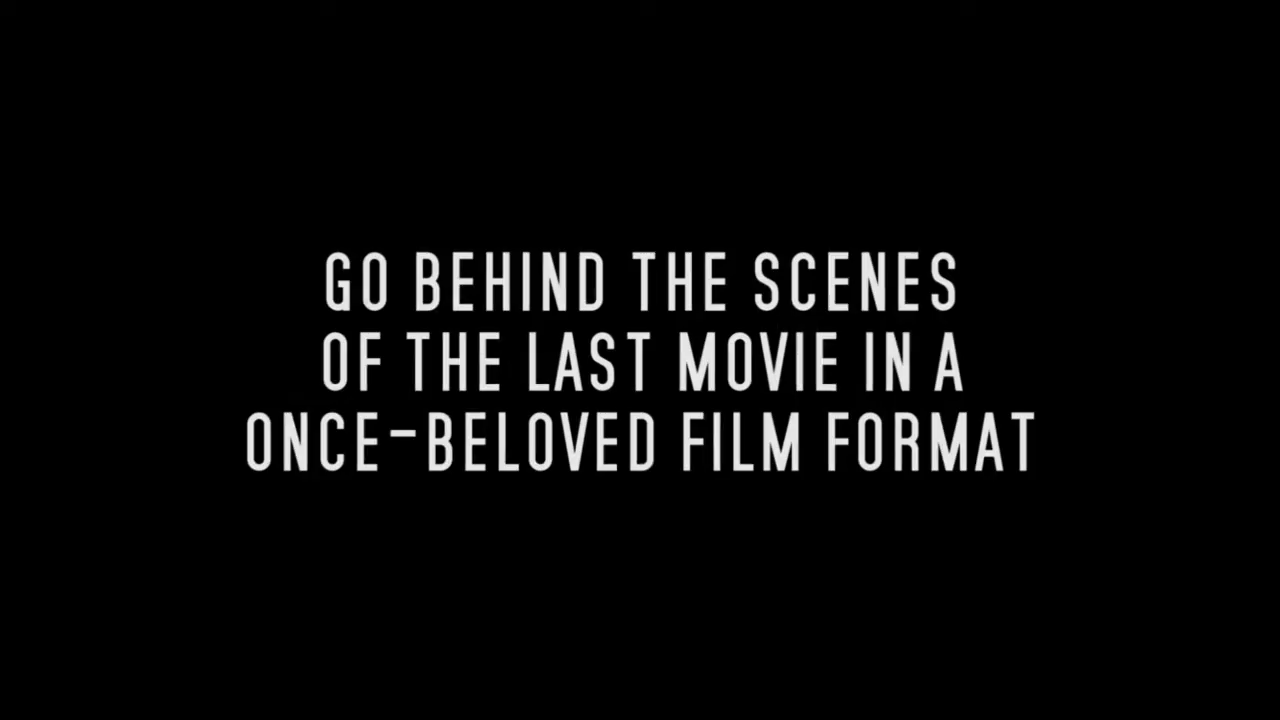 GO BEHIND THE SCENES
OF THE LAST MOVIE IN A
ONCE-BELOVED FILM FORMAT